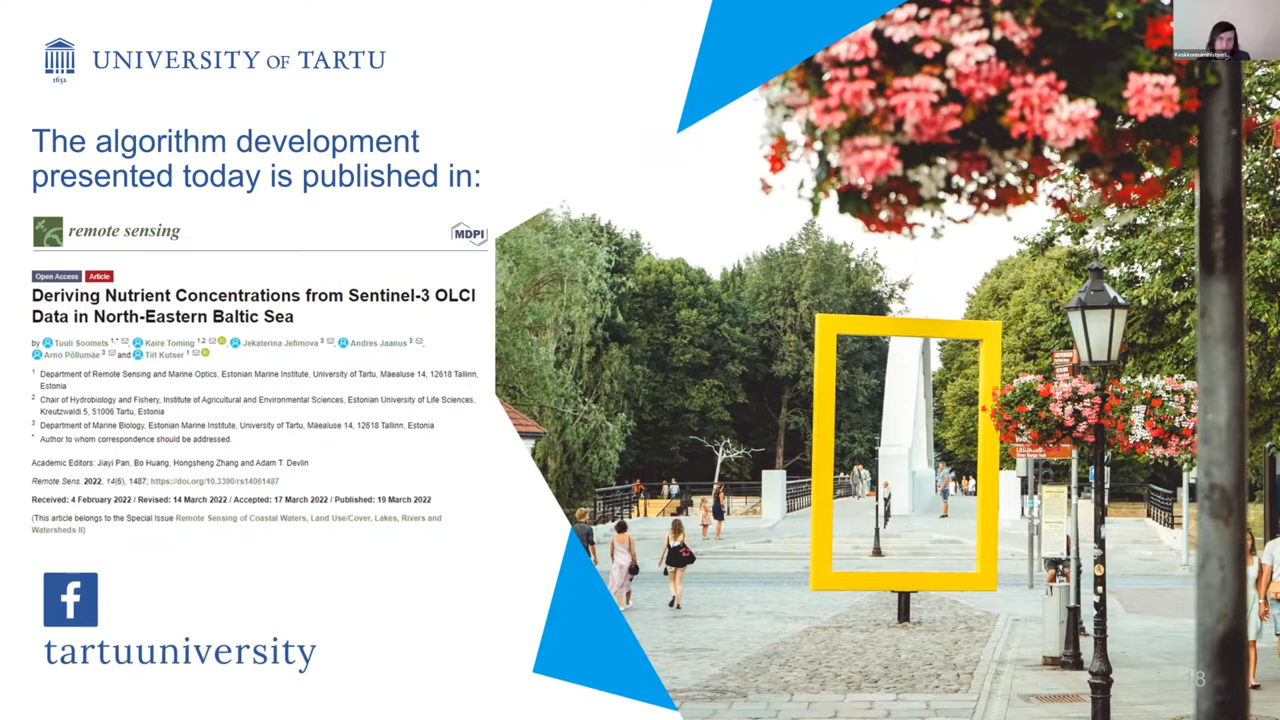 UNIVERSITY OF TARTU
1632
The algorithm development
presented today is published in:
remote sensing
MDPI
Open Access Article
Deriving Nutrient Concentrations from Sentinel-3 OLCI
Data in North-Eastern Baltic Sea
by Tuuli Soomets 1,*, Kaire Toming 1,2, Jekaterina Jefimova 3, Andres Jaanus 3,
Arno Põllumäe 3 and Tiit Kutser 1
1 Department of Remote Sensing and Marine Optics, Estonian Marine Institute, University of Tartu, Mäealuse 14, 12618 Tallinn,
Estonia
2 Chair of Hydrobiology and Fishery, Institute of Agricultural and Environmental Sciences, Estonian University of Life Sciences,
Kreutzwaldi 5, 51006 Tartu, Estonia
3 Department of Marine Biology, Estonian Marine Institute, University of Tartu, Mäealuse 14, 12618 Tallinn, Estonia
* Author to whom correspondence should be addressed.
Academic Editors: Jiayi Pan, Bo Huang, Hongsheng Zhang and Adam T. Devlin
Remote Sens. 2022, 14(6), 1487; https://doi.org/10.3390/rs14061487
Received: 4 February 2022 / Revised: 14 March 2022 / Accepted: 17 March 2022 / Published: 19 March 2022
(This article belongs to the Special Issue Remote Sensing of Coastal Waters, Land Use/Cover, Lakes, Rivers and
Watersheds II)
f
tartuuniversity
18